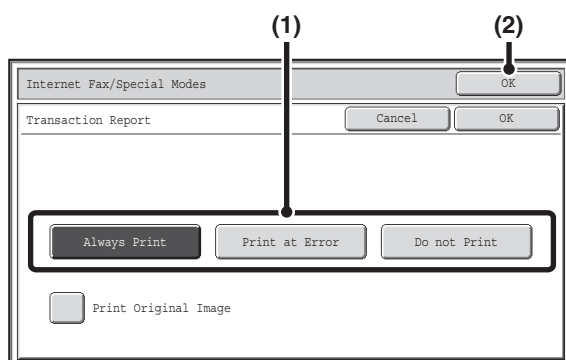 (1) (2)
Internet Fax/Special Modes OK
Transaction Report Cancel OK
Always Print Print at Error Do not Print
Print Original Image